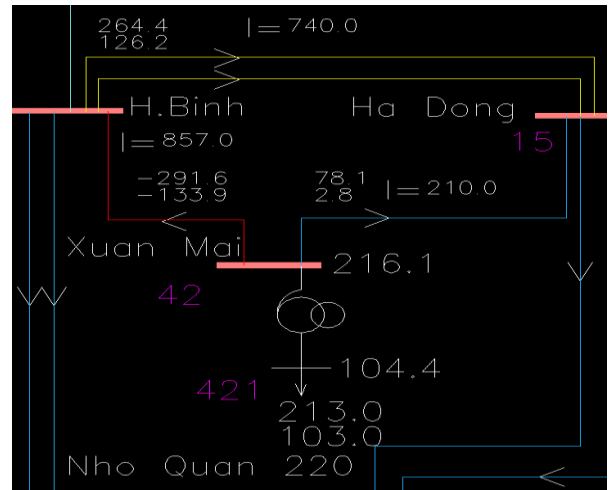 264.4 I=740.0
126.2
H.Binh Ha Dong
I=857.0 15
-291.6 78.1
-133.9 2.8 I=210.0
Xuan Mai 216.1
42
104.4
421
213.0
103.0
Nho Quan 220